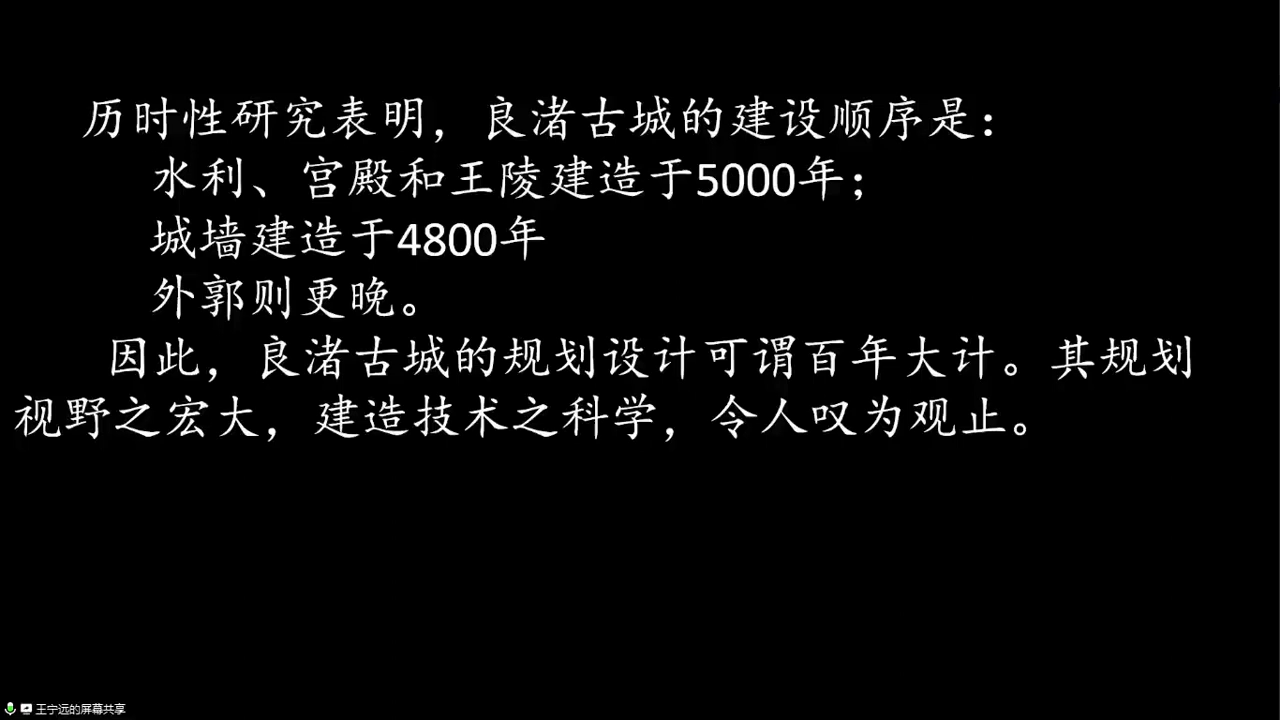 历时性研究表明，良渚古城的建设顺序是：
水利、宫殿和王陵建造于5000年；
城墙建造于4800年
外郭则更晚。
因此，良渚古城的规划设计可谓百年大计。其规划
视野之宏大，建造技术之科学，令人叹为观止。
王宁远的屏幕共享